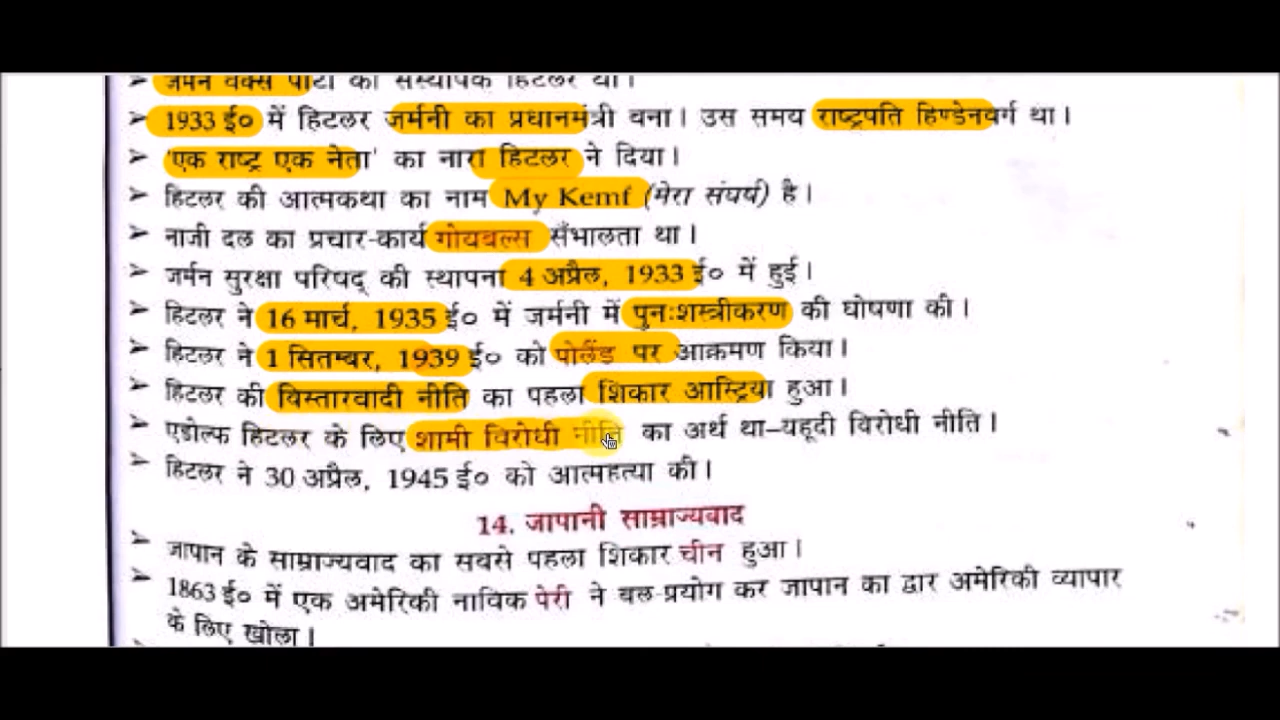 ➢ जर्मन वर्क्स पार्टी का संस्थापक हिटलर था।
➢ 1933 ई० में हिटलर जर्मनी का प्रधानमंत्री बना। उस समय राष्ट्रपति हिण्डेनवर्ग था।
➢ 'एक राष्ट्र एक नेता' का नारा हिटलर ने दिया।
➢ हिटलर की आत्मकथा का नाम My Kemf (मेरा संघर्ष) है।
➢ नाजी दल का प्रचार-कार्य गोयबल्स सँभालता था।
➢ जर्मन सुरक्षा परिषद् की स्थापना 4 अप्रैल, 1933 ई० में हुई।
➢ हिटलर ने 16 मार्च, 1935 ई० में जर्मनी में पुनःशस्त्रीकरण की घोषणा की।
➢ हिटलर ने 1 सितम्बर, 1939 ई० को पोलैंड पर आक्रमण किया।
➢ हिटलर की विस्तारवादी नीति का पहला शिकार आस्ट्रिया हुआ।
➢ एडोल्फ हिटलर के लिए शामी विरोधी नीति का अर्थ था–यहूदी विरोधी नीति।
➢ हिटलर ने 30 अप्रैल, 1945 ई० को आत्महत्या की।
14. जापानी साम्राज्यवाद
➢ जापान के साम्राज्यवाद का सबसे पहला शिकार चीन हुआ।
➢ 1863 ई० में एक अमेरिकी नाविक पेरी ने बल-प्रयोग कर जापान का द्वार अमेरिकी व्यापार
के लिए खोला।